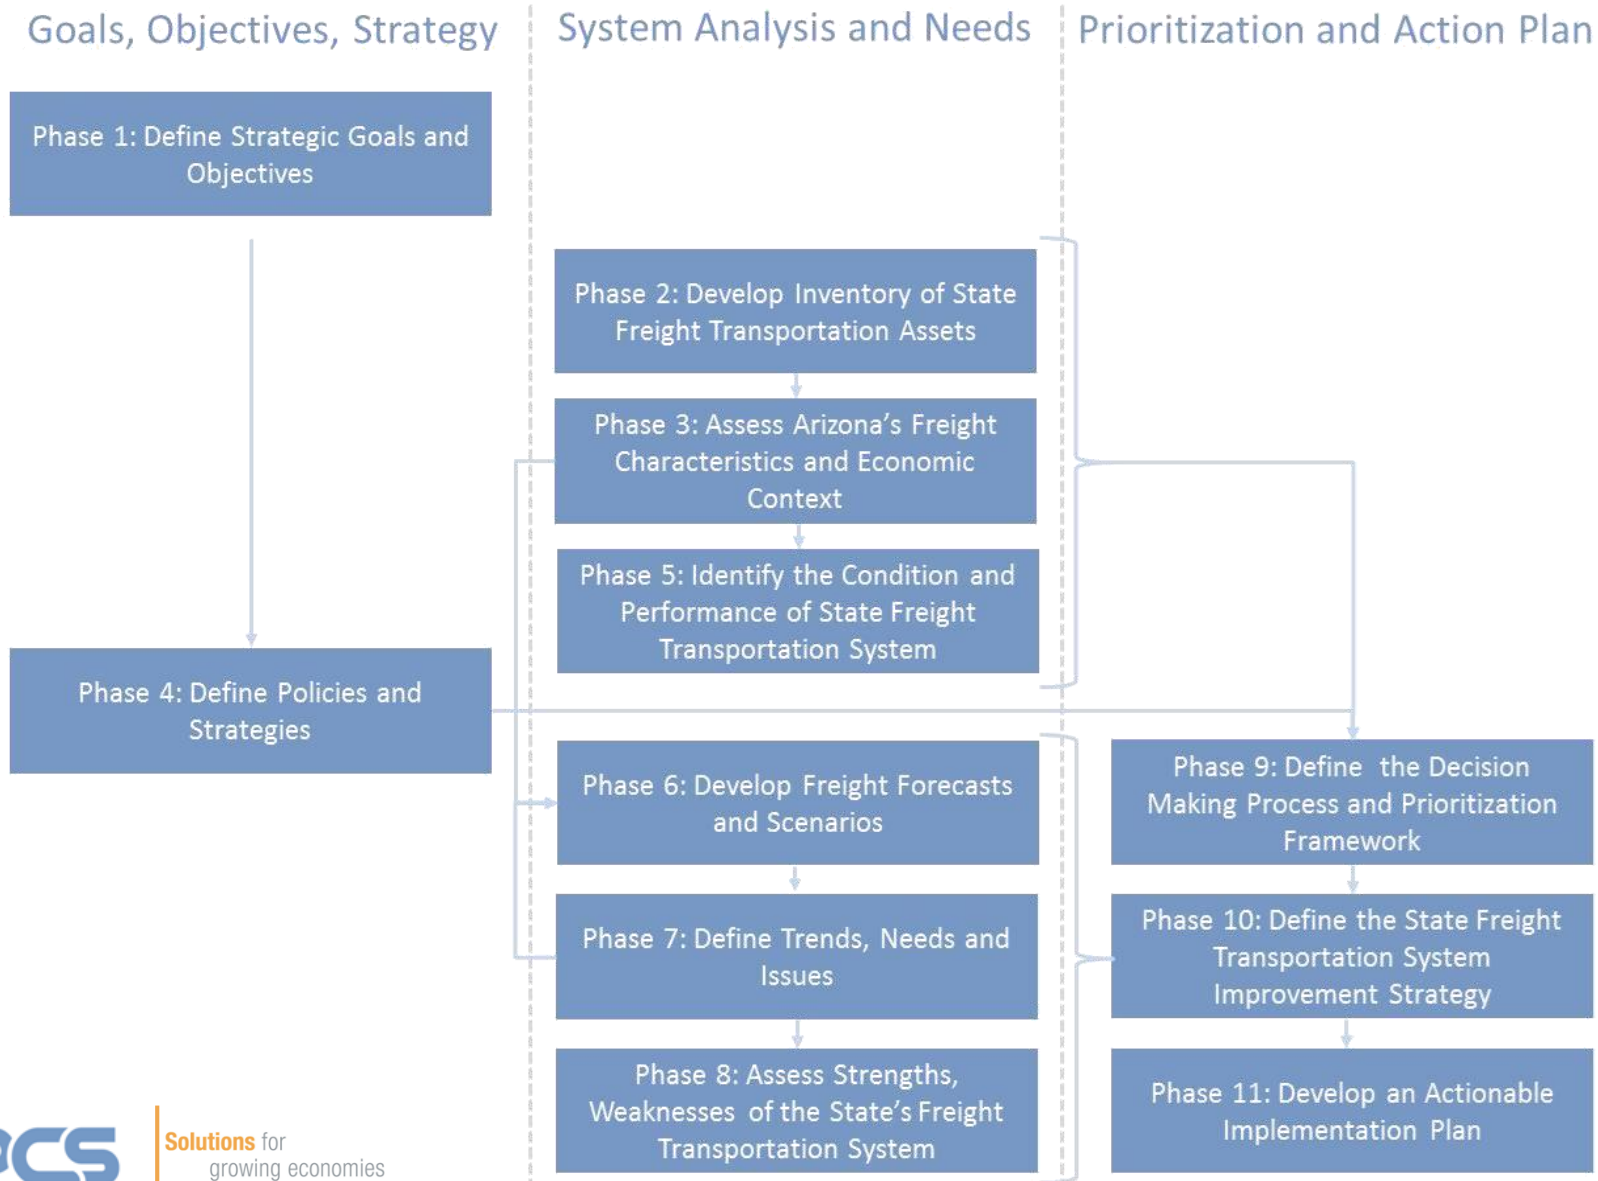 Goals, Objectives, Strategy
System Analysis and Needs
Prioritization and Action Plan
Phase 1: Define Strategic Goals and
Objectives
Phase 2: Develop Inventory of State
Freight Transportation Assets
Phase 3: Assess Arizona’s Freight
Characteristics and Economic
Context
Phase 5: Identify the Condition and
Performance of State Freight
Transportation System
Phase 4: Define Policies and
Strategies
Phase 6: Develop Freight Forecasts
and Scenarios
Phase 7: Define Trends, Needs and
Issues
Phase 8: Assess Strengths,
Weaknesses of the State’s Freight
Transportation System
Phase 9: Define the Decision
Making Process and Prioritization
Framework
Phase 10: Define the State Freight
Transportation System
Improvement Strategy
Phase 11: Develop an Actionable
Implementation Plan
Solutions for
growing economies